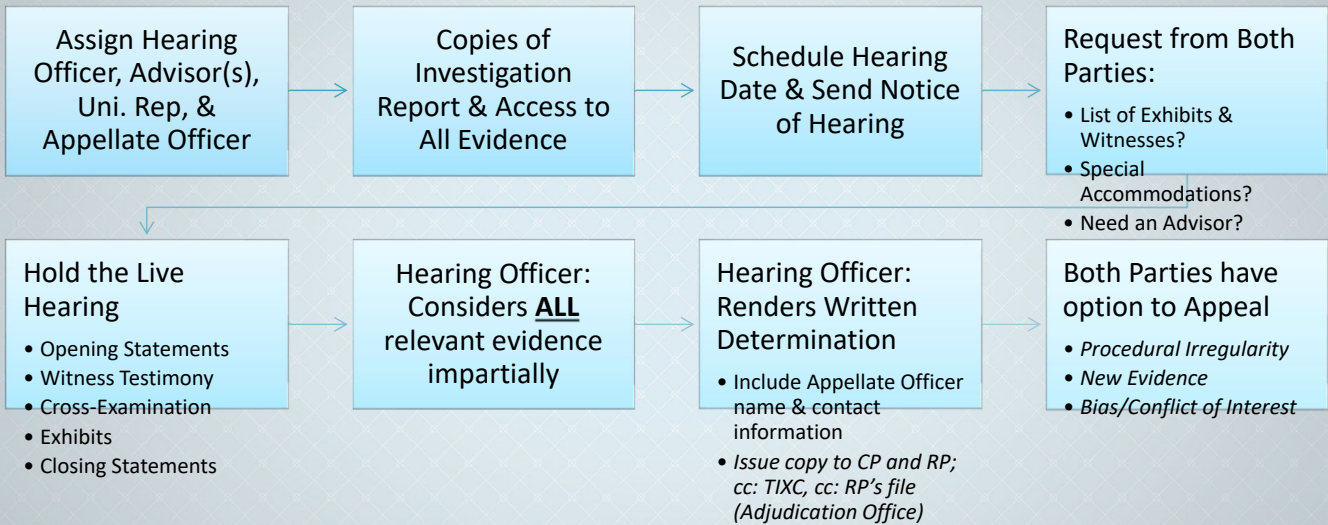 Assign Hearing
Officer, Advisor(s),
Uni. Rep, &
Appellate Officer
Copies of
Investigation
Report & Access to
All Evidence
Schedule Hearing
Date & Send Notice
of Hearing
Request from Both
Parties:
• List of Exhibits &
Witnesses?
• Special
Accommodations?
• Need an Advisor?
Hold the Live
Hearing
• Opening Statements
• Witness Testimony
• Cross-Examination
• Exhibits
• Closing Statements
Hearing Officer:
Considers ALL
relevant evidence
impartially
Hearing Officer:
Renders Written
Determination
• Include Appellate Officer
name & contact
information
• Issue copy to CP and RP;
cc: TIXC, cc: RP's file
(Adjudication Office)
Both Parties have
option to Appeal
• Procedural Irregularity
• New Evidence
• Bias/Conflict of Interest